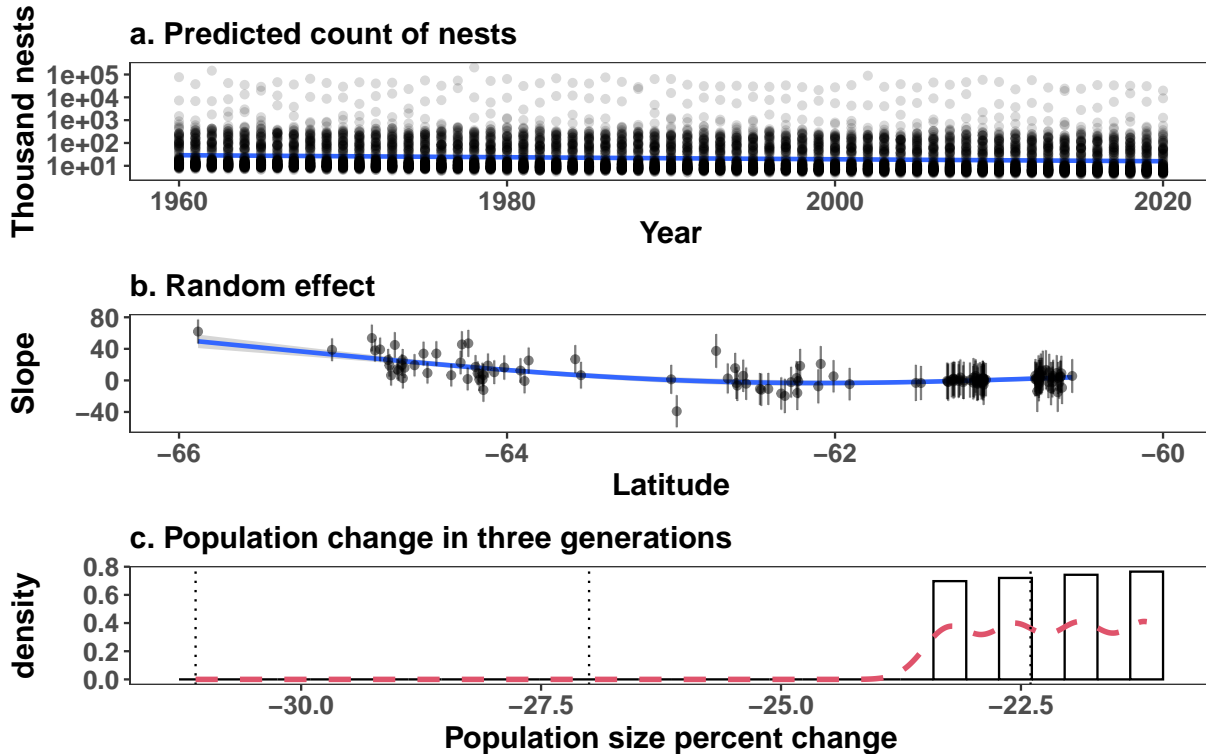 a. Predicted count of nests
Thousand nests
1e+05
1e+04
1e+03
1e+02
1e+01
1960 1980 2000 2020
Year
b. Random effect
Slope
80
40
0
−40
−66 −64 −62 −60
Latitude
c. Population change in three generations
density
0.8
0.6
0.4
0.2
0.0
−30.0 −27.5 −25.0 −22.5
Population size percent change